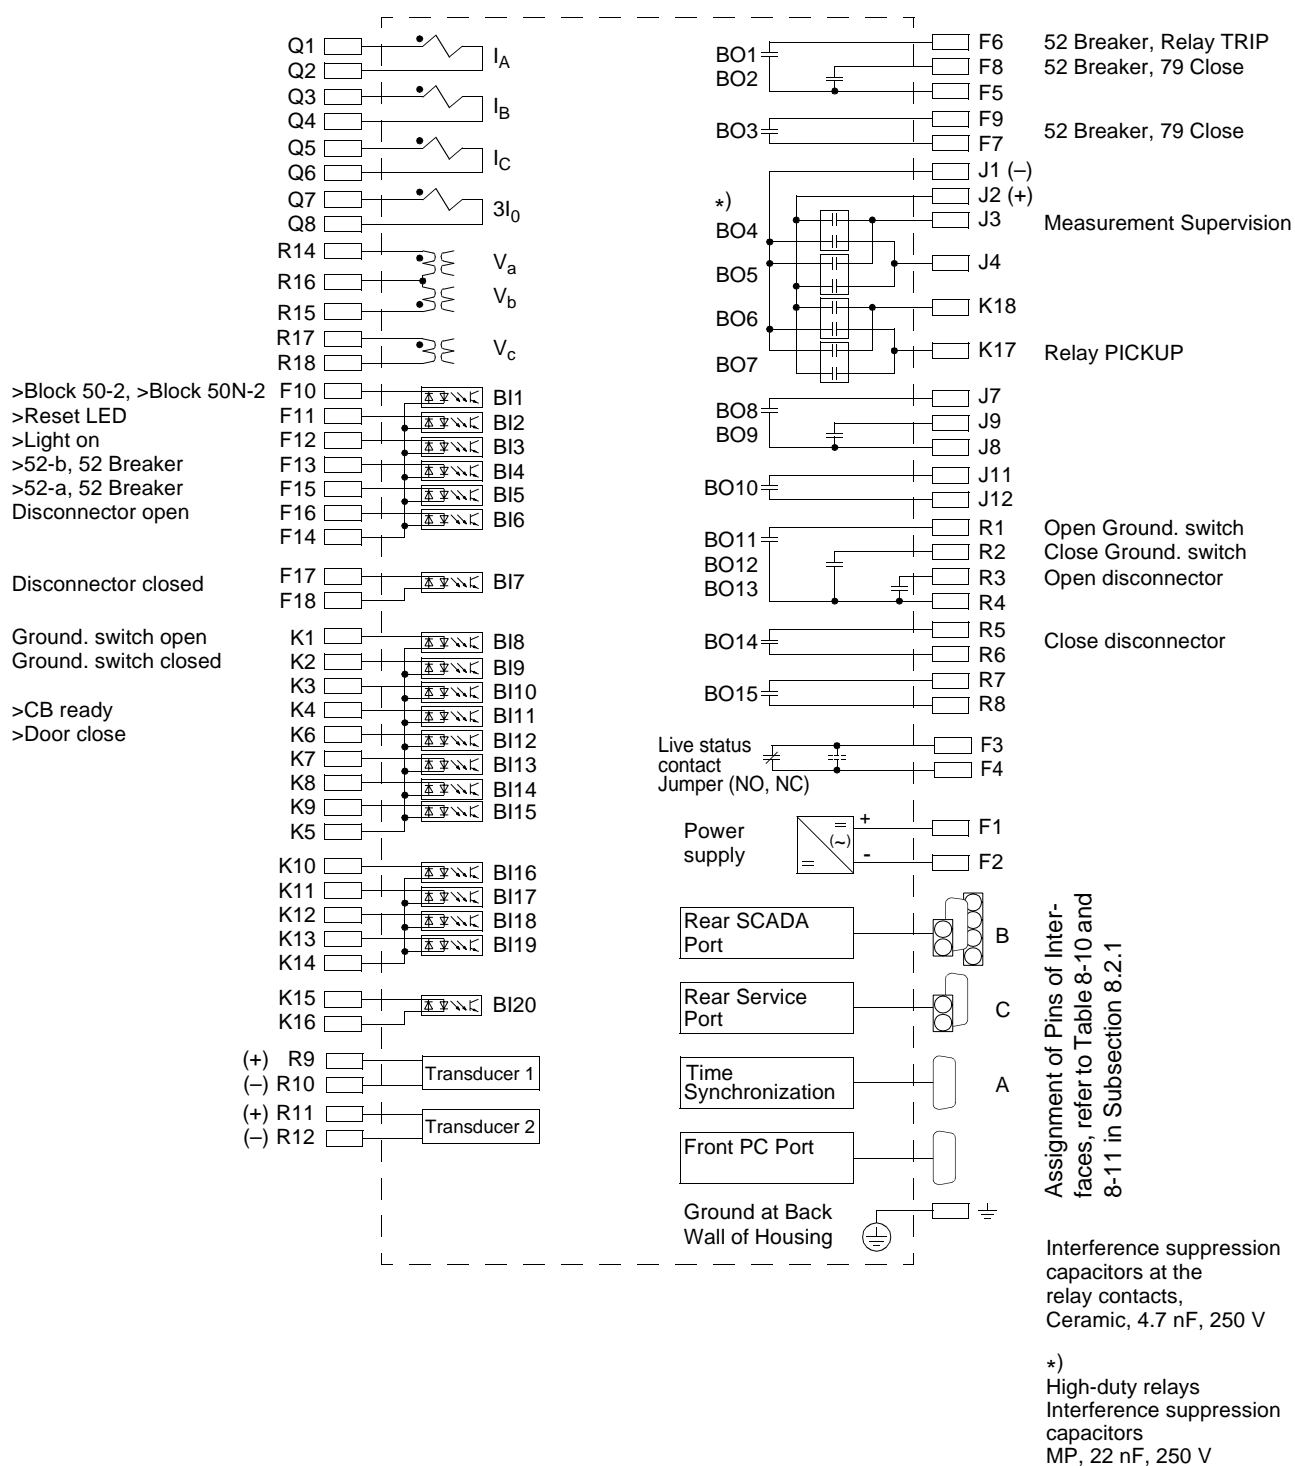 Q1
Q2
I_A
Q3
Q4
I_B
Q5
Q6
I_C
Q7
Q8
3I_0
R14
R16
R15
V_a
V_b
R17
R18
V_c
>Block 50-2, >Block 50N-2 F10 BI1
>Reset LED F11 BI2
>Light on F12 BI3
>52-b, 52 Breaker F13 BI4
>52-a, 52 Breaker F15 BI5
Disconnector open F16 BI6
F14
Disconnector closed F17 BI7
F18
Ground. switch open K1 BI8
Ground. switch closed K2 BI9
K3 BI10
>CB ready K4 BI11
>Door close K6 BI12
K7 BI13
K8 BI14
K9 BI15
K5
K10 BI16
K11 BI17
K12 BI18
K13 BI19
K14
K15 BI20
K16
(+) R9
(–) R10
Transducer 1
(+) R11
(–) R12
Transducer 2
BO1 F6 52 Breaker, Relay TRIP
BO2 F8 52 Breaker, 79 Close
F5
BO3 F9
F7 52 Breaker, 79 Close
J1 (–)
J2 (+)
*)
BO4 J3 Measurement Supervision
BO5 J4
BO6 K18
BO7 K17 Relay PICKUP
BO8 J7
BO9 J9
J8
BO10 J11
J12
BO11 R1 Open Ground. switch
BO12 R2 Close Ground. switch
BO13 R3 Open disconnector
R4
BO14 R5 Close disconnector
R6
BO15 R7
R8
Live status
contact
Jumper (NO, NC)
F3
F4
Power
supply
=
(~)
=
+ F1
- F2
Rear SCADA
Port
B
Rear Service
Port
C
Time
Synchronization
A
Front PC Port
Ground at Back
Wall of Housing
Assignment of Pins of Inter-
faces, refer to Table 8-10 and
8-11 in Subsection 8.2.1
Interference suppression
capacitors at the
relay contacts,
Ceramic, 4.7 nF, 250 V
*)
High-duty relays
Interference suppression
capacitors
MP, 22 nF, 250 V